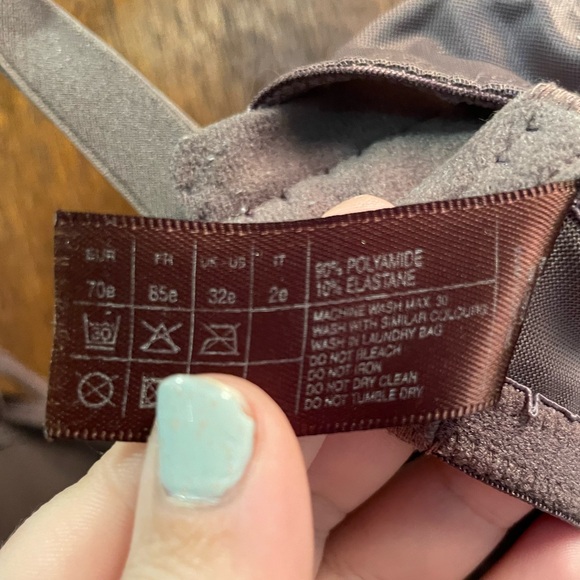 EUR FR UK - US IT
70e 85e 32e 2e
30
90% POLYAMIDE
10% ELASTANE
MACHINE WASH MAX 30
WASH WITH SIMILAR COLOURS
WASH IN LAUNDRY BAG
DO NOT BLEACH
DO NOT IRON
DO NOT DRY CLEAN
DO NOT TUMBLE DRY